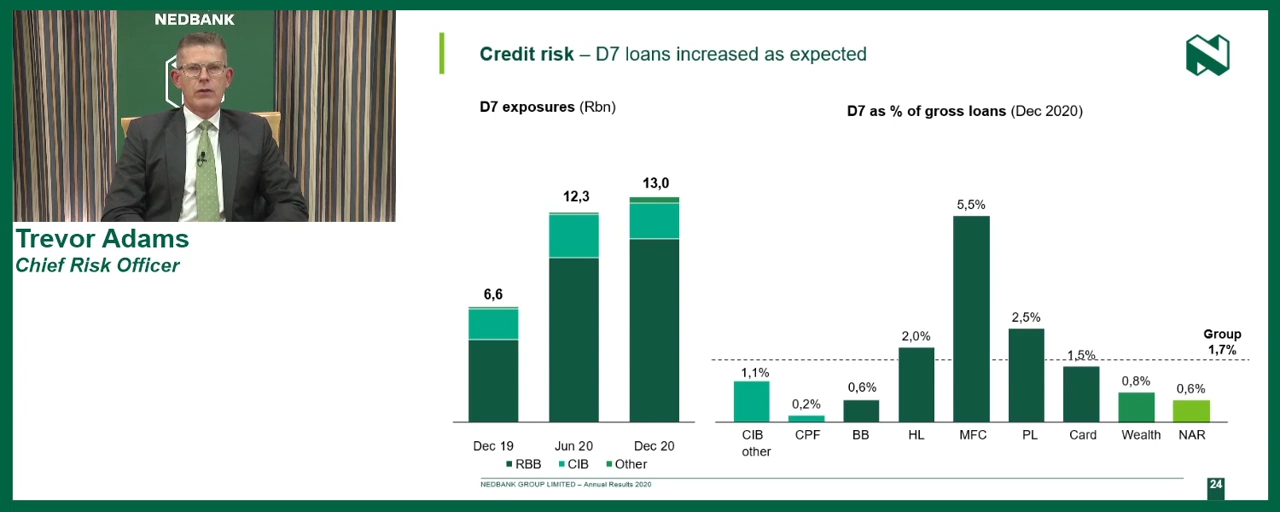 NEDBANK
Trevor Adams
Chief Risk Officer
Credit risk – D7 loans increased as expected
D7 exposures (Rbn)
6,6
12,3
13,0
Dec 19
Jun 20
Dec 20
RBB
CIB
Other
D7 as % of gross loans (Dec 2020)
1,1%
0,2%
0,6%
2,0%
5,5%
2,5%
1,5%
0,8%
0,6%
Group
1,7%
CIB
other
CPF
BB
HL
MFC
PL
Card
Wealth
NAR
NEDBANK GROUP LIMITED – Annual Results 2020
24